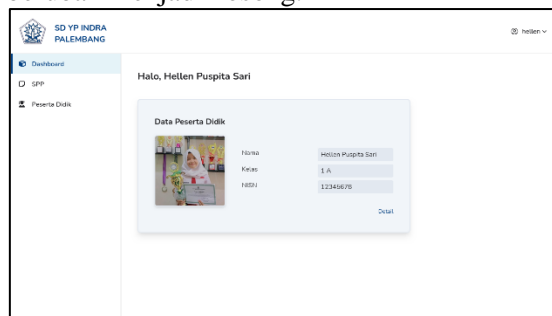 SD YP INDRA
PALEMBANG
hellen
Dashboard
SPP
Peserta Didik
Halo, Hellen Puspita Sari
Data Peserta Didik
Nama
Hellen Puspita Sari
Kelas
1 A
NISN
12345678
Detail